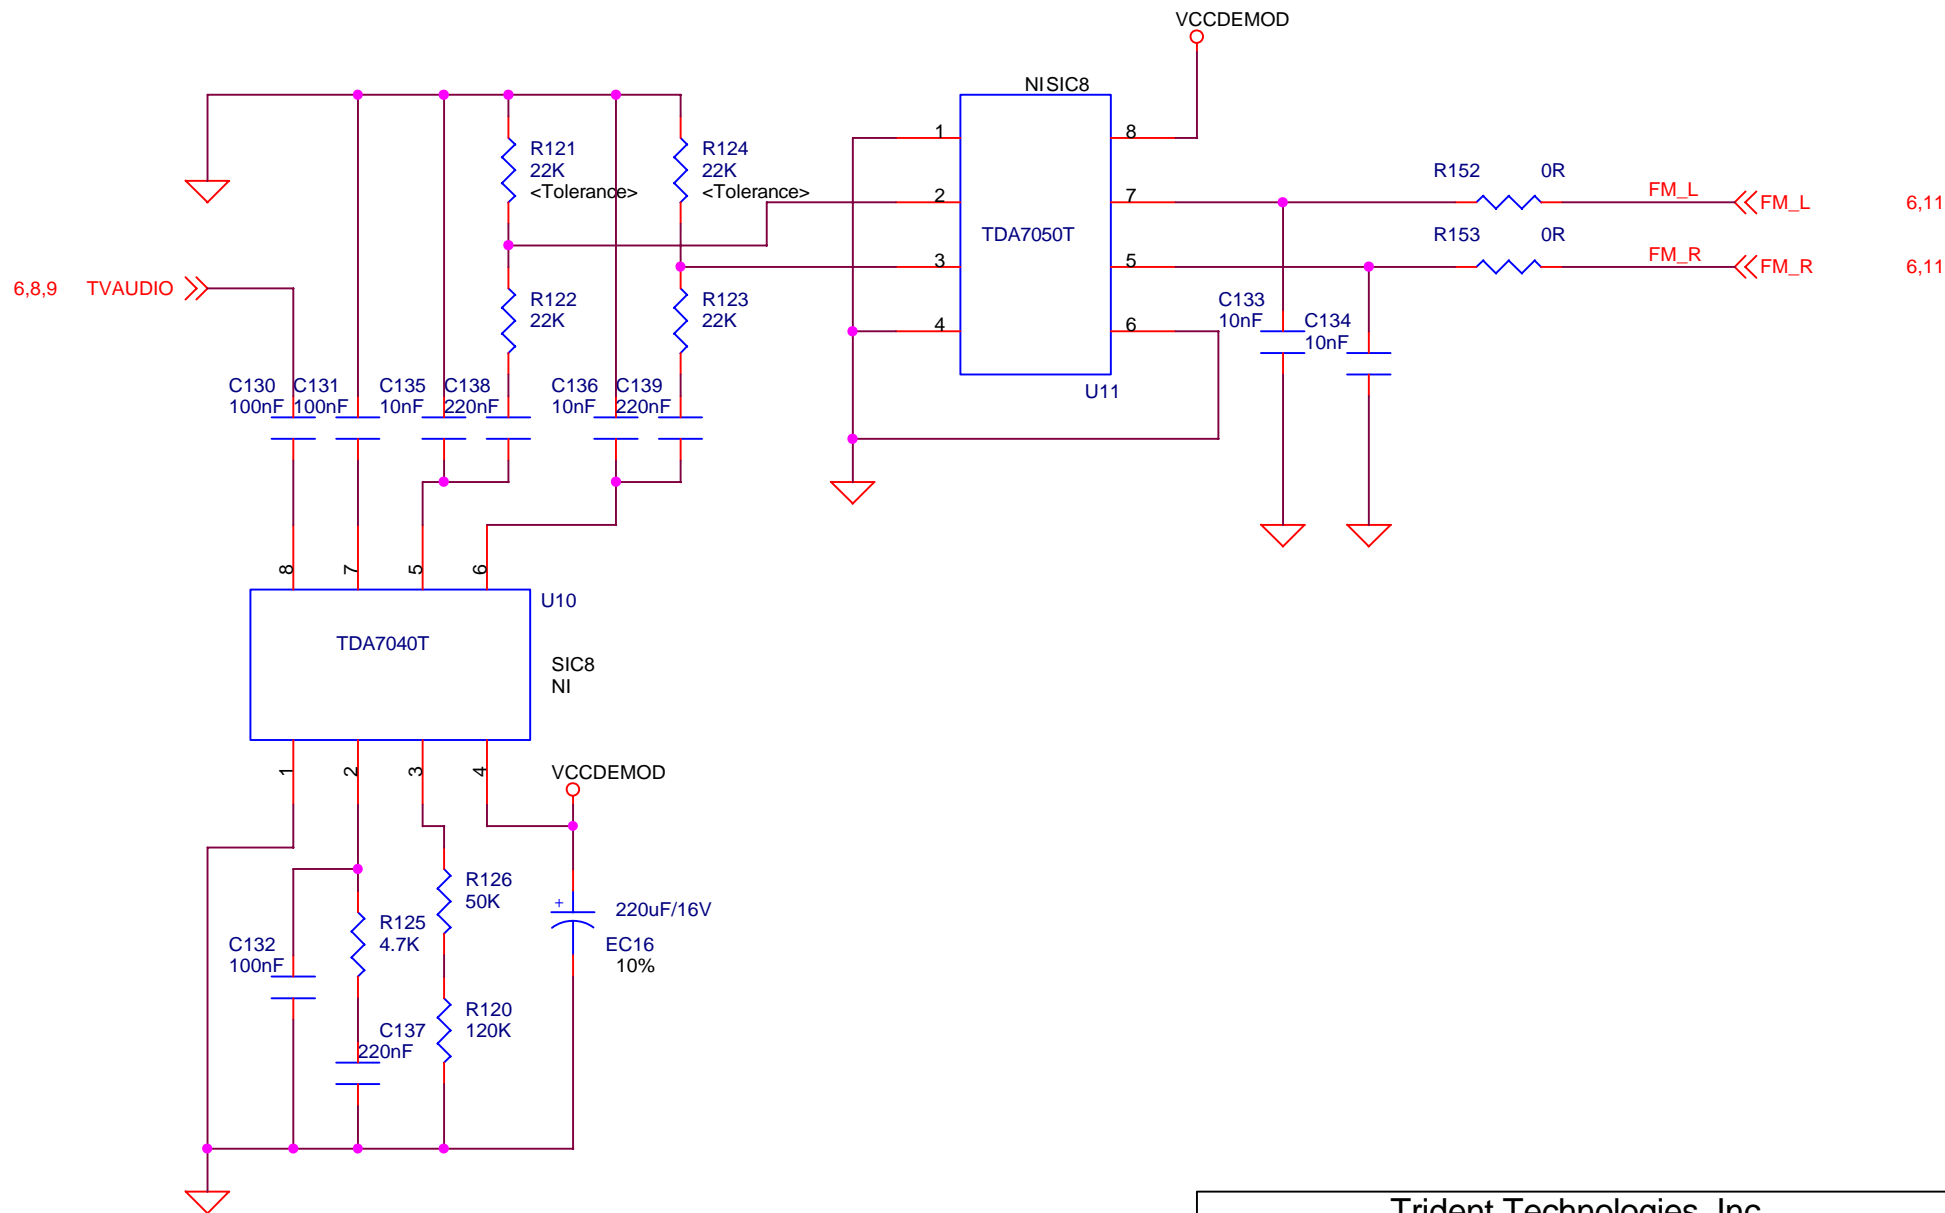 VCCDEMOD
NI SIC8
1
8
R121
22K
<Tolerance>
R124
22K
<Tolerance>
R152 0R
FM_L
FM_L 6,11
2
7
TDA7050T
R153 0R
FM_R
FM_R 6,11
3
5
6,8,9 TVAUDIO
R122
22K
R123
22K
C133
10nF
C134
10nF
4
6
U11
C130
100nF
C131
100nF
C135
10nF
C138
220nF
C136
10nF
C139
220nF
8
7
5
6
U10
TDA7040T
SIC8
NI
1
2
3
4
VCCDEMOD
R126
50K
+
220uF/16V
EC16
10%
R125
4.7K
C132
100nF
R120
120K
C137
220nF
Trident Technologies, Inc